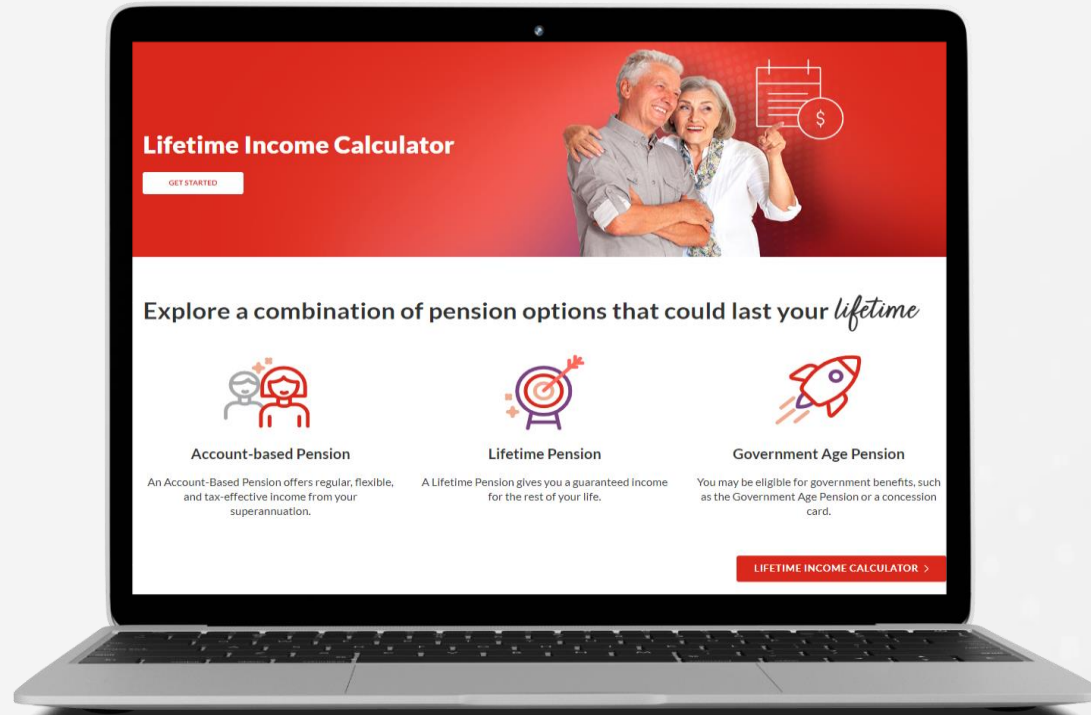 Lifetime Income Calculator
GET STARTED
$
Explore a combination of pension options that could last your lifetime
Account-based Pension
An Account-Based Pension offers regular, flexible,
and tax-effective income from your
superannuation.
Lifetime Pension
A Lifetime Pension gives you a guaranteed income
for the rest of your life.
Government Age Pension
You may be eligible for government benefits, such
as the Government Age Pension or a concession
card.
LIFETIME INCOME CALCULATOR >